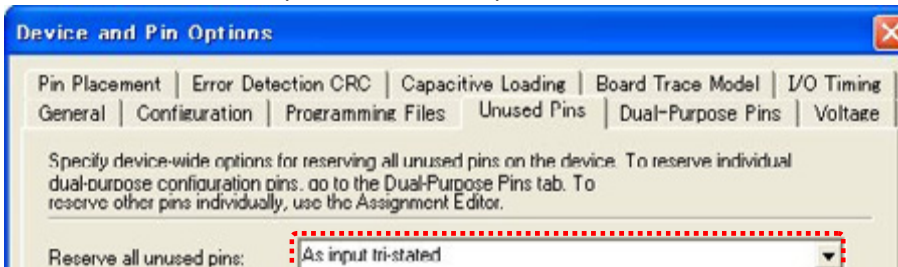 Device and Pin Options
Pin Placement | Error Detection CRC | Capacitive Loading | Board Trace Model | I/O Timing
General | Configuration | Programming Files | Unused Pins | Dual-Purpose Pins | Voltage
Specify device-wide options for reserving all unused pins on the device. To reserve individual
dual-purpose configuration pins, go to the Dual-Purpose Pins tab. To
reserve other pins individually, use the Assignment Editor.
Reserve all unused pins: As input tri-stated